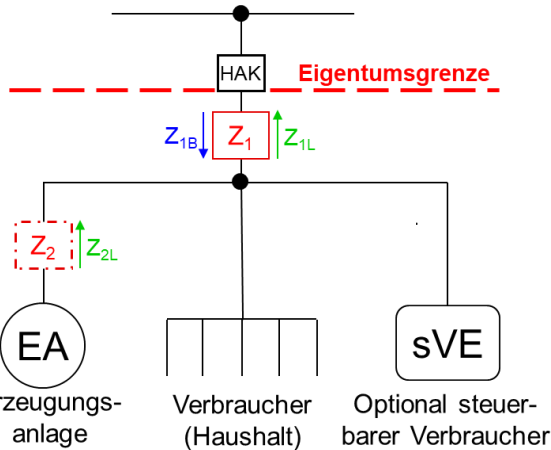 HAK
Eigentumsgrenze
Z1B
Z1
Z1L
Z2
Z2L
EA
sVE
rzeugungs-
anlage
Verbraucher
(Haushalt)
Optional steuer-
barer Verbraucher